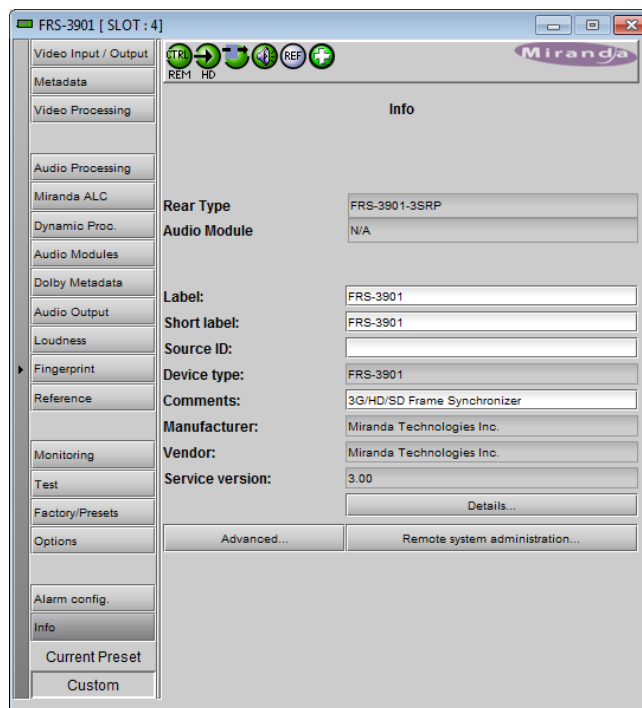 FRS-3901 [ SLOT : 4]
Video Input / Output
Metadata
Video Processing
Audio Processing
Miranda ALC
Dynamic Proc.
Audio Modules
Dolby Metadata
Audio Output
Loudness
Fingerprint
Reference
Monitoring
Test
Factory/Presets
Options
Alarm config.
Info
Current Preset
Custom
CTRL REF
REM HD
Miranda
Info
Rear Type FRS-3901-3SRP
Audio Module N/A
Label: FRS-3901
Short label: FRS-3901
Source ID:
Device type: FRS-3901
Comments: 3G/HD/SD Frame Synchronizer
Manufacturer: Miranda Technologies Inc.
Vendor: Miranda Technologies Inc.
Service version: 3.00
Details...
Advanced... Remote system administration...